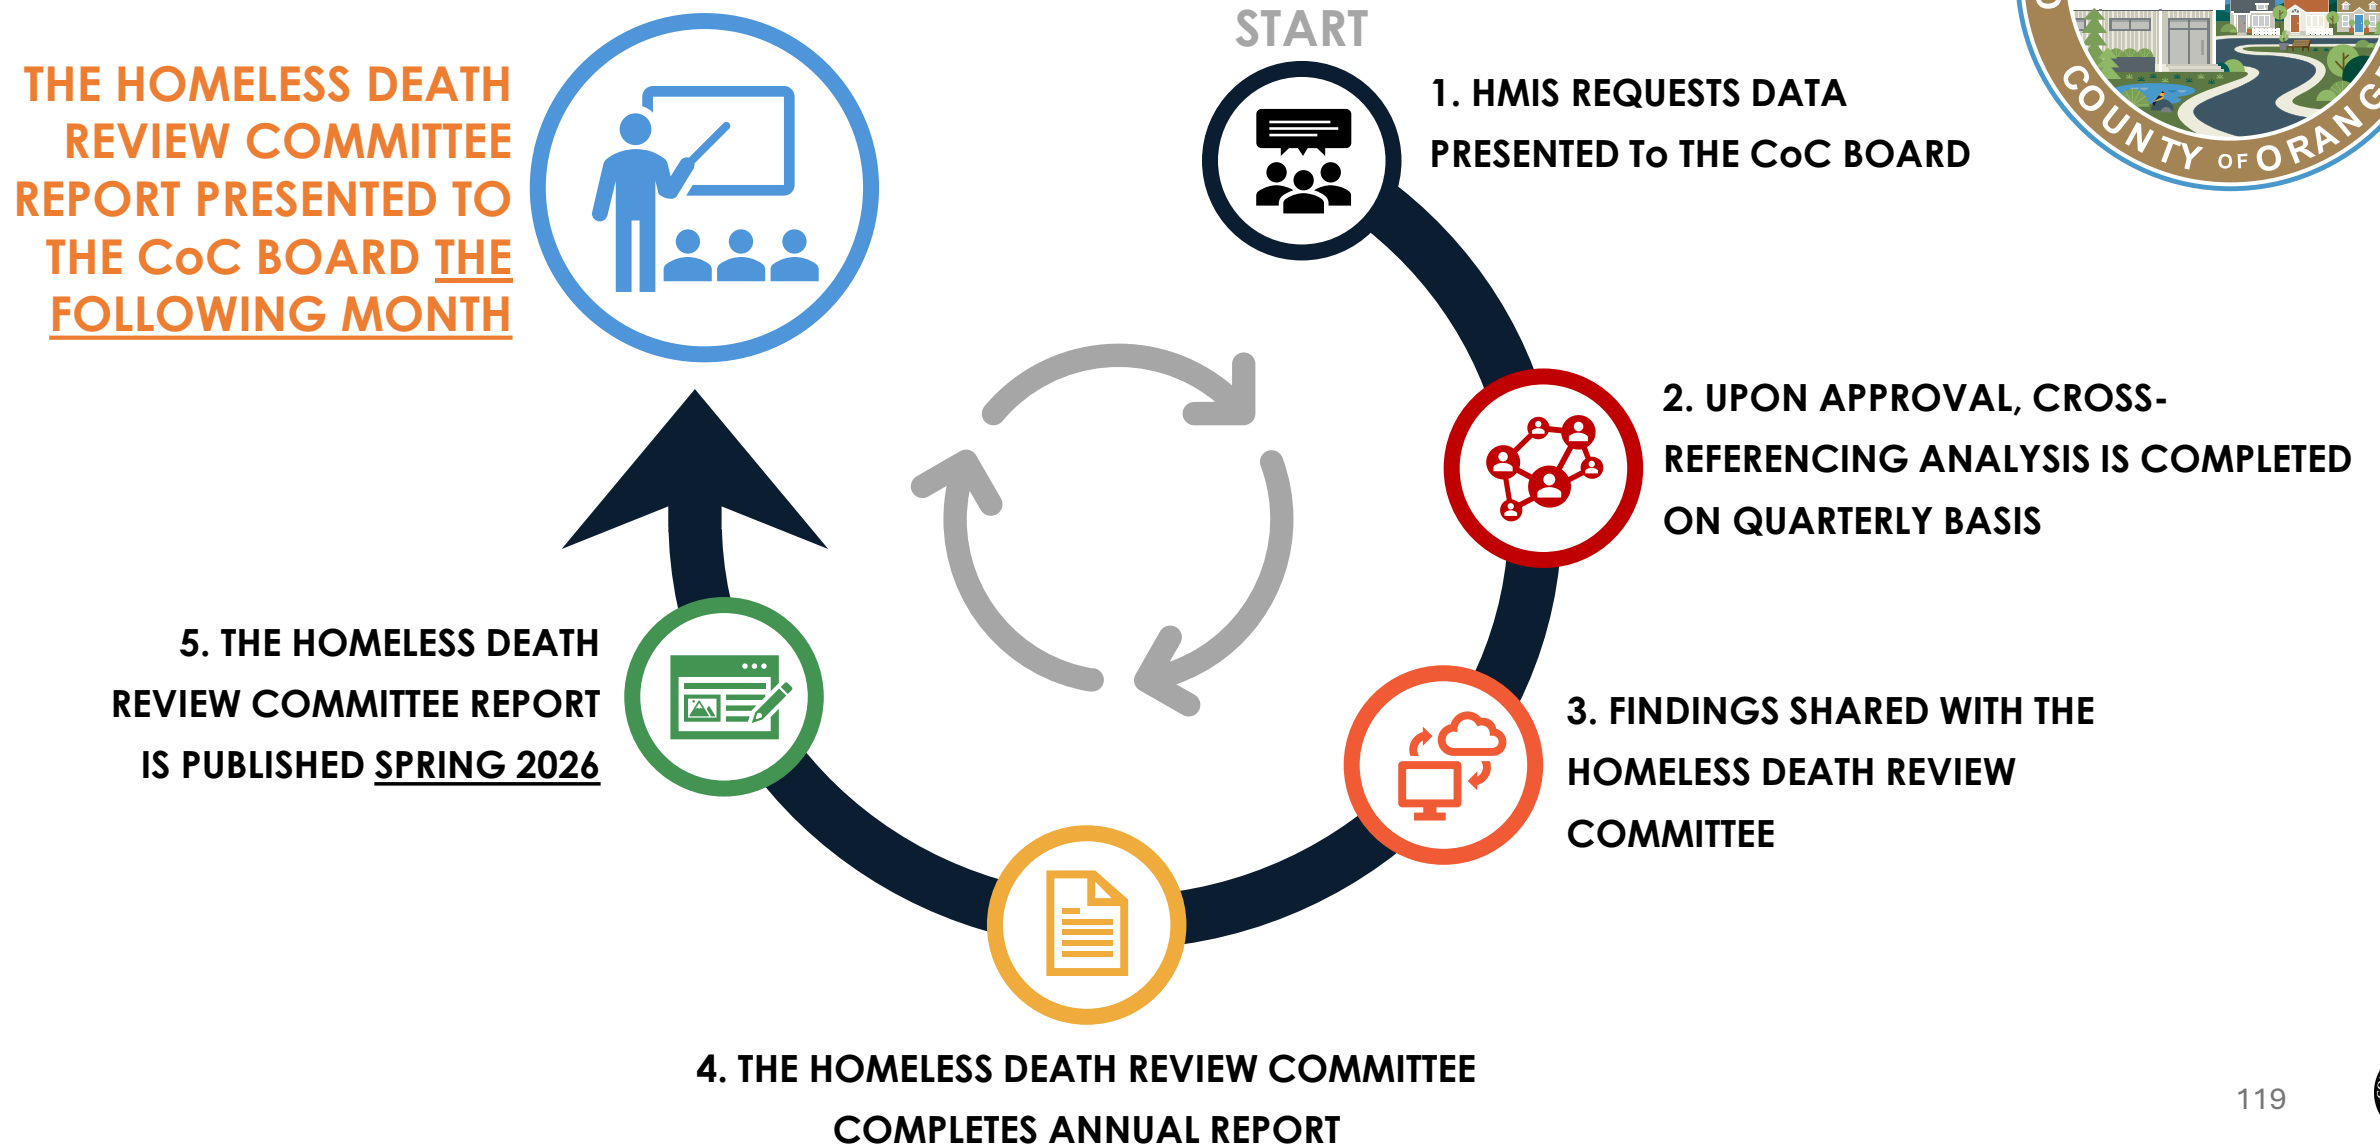 START
1. HMIS REQUESTS DATA
PRESENTED To THE CoC BOARD
2. UPON APPROVAL, CROSS-
REFERENCING ANALYSIS IS COMPLETED
ON QUARTERLY BASIS
3. FINDINGS SHARED WITH THE
HOMELESS DEATH REVIEW
COMMITTEE
4. THE HOMELESS DEATH REVIEW COMMITTEE
COMPLETES ANNUAL REPORT
5. THE HOMELESS DEATH
REVIEW COMMITTEE REPORT
IS PUBLISHED SPRING 2026
THE HOMELESS DEATH
REVIEW COMMITTEE
REPORT PRESENTED TO
THE CoC BOARD THE
FOLLOWING MONTH
COUNTY OF ORANG
119